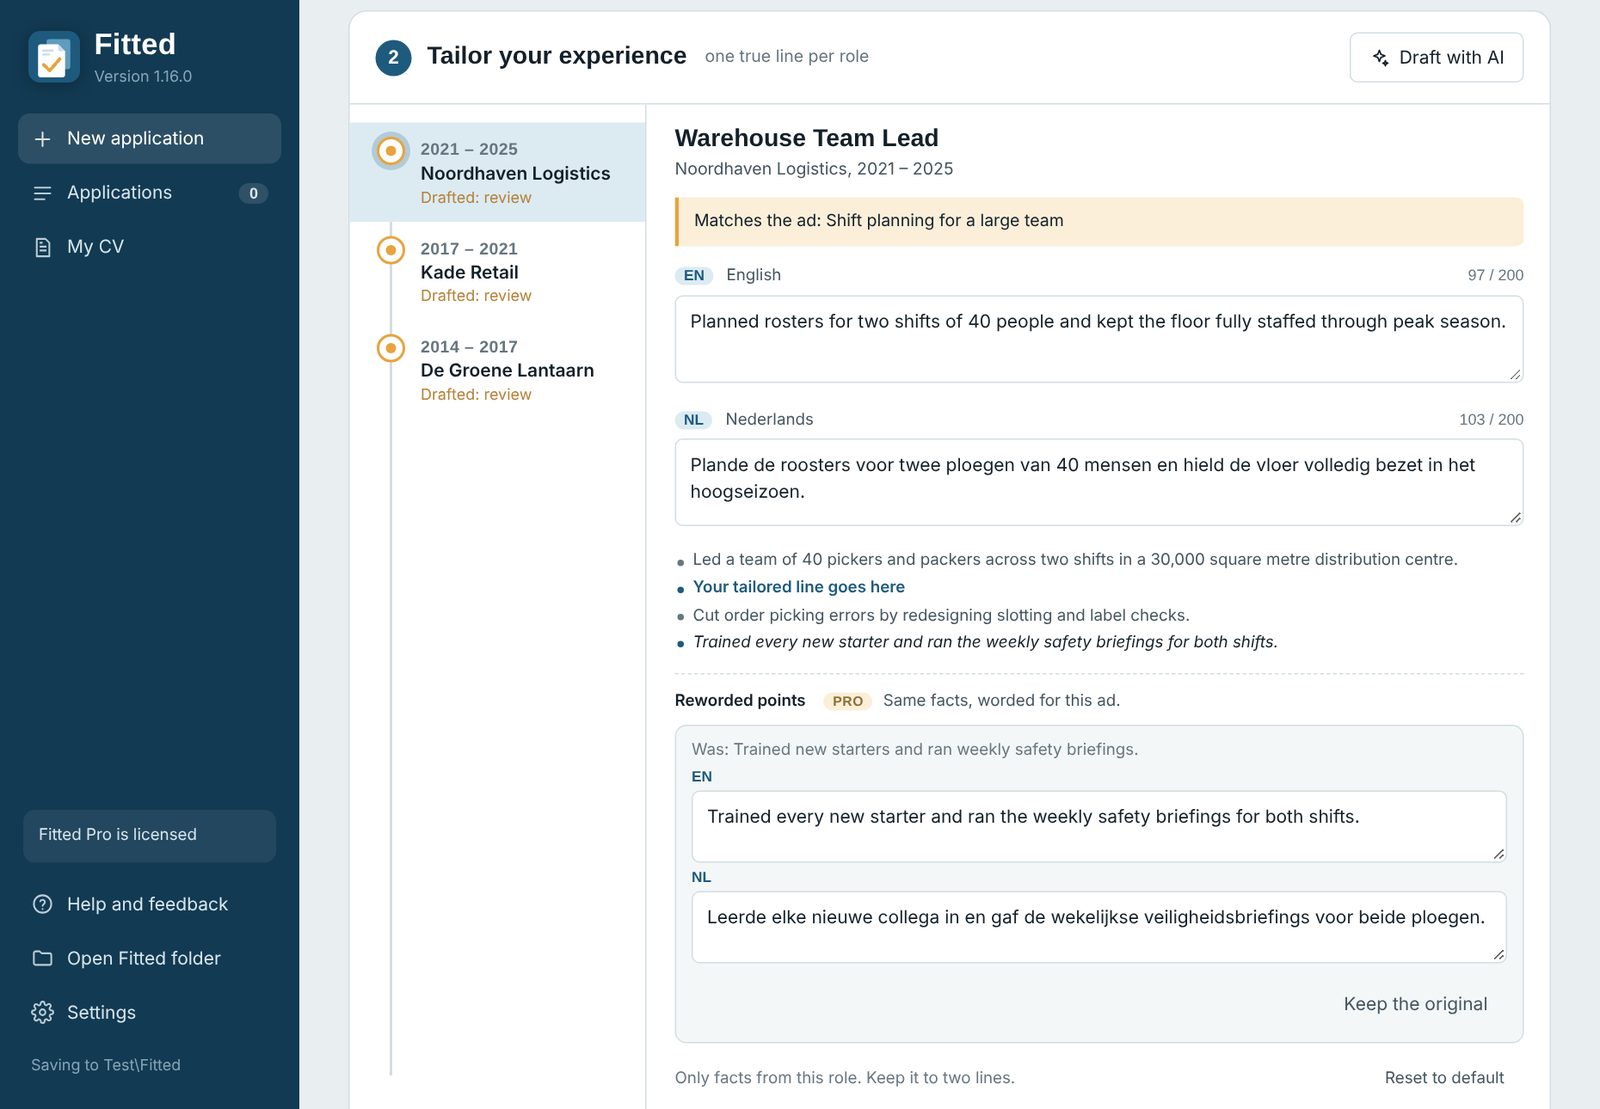 Fitted
Version 1.16.0
New application
Applications 0
My CV
Fitted Pro is licensed
Help and feedback
Open Fitted folder
Settings
Saving to Test\Fitted
2 Tailor your experience one true line per role
Draft with AI
2021 – 2025
Noordhaven Logistics
Drafted: review
2017 – 2021
Kade Retail
Drafted: review
2014 – 2017
De Groene Lantaarn
Drafted: review
Warehouse Team Lead
Noordhaven Logistics, 2021 – 2025
Matches the ad: Shift planning for a large team
EN English 97 / 200
Planned rosters for two shifts of 40 people and kept the floor fully staffed through peak season.
NL Nederlands 103 / 200
Plande de roosters voor twee ploegen van 40 mensen en hield de vloer volledig bezet in het
hoogseizoen.
Led a team of 40 pickers and packers across two shifts in a 30,000 square metre distribution centre.
Your tailored line goes here
Cut order picking errors by redesigning slotting and label checks.
Trained every new starter and ran the weekly safety briefings for both shifts.
Reworded points PRO Same facts, worded for this ad.
Was: Trained new starters and ran weekly safety briefings.
EN
Trained every new starter and ran the weekly safety briefings for both shifts.
NL
Leerde elke nieuwe collega in en gaf de wekelijkse veiligheidsbriefings voor beide ploegen.
Keep the original
Only facts from this role. Keep it to two lines.
Reset to default